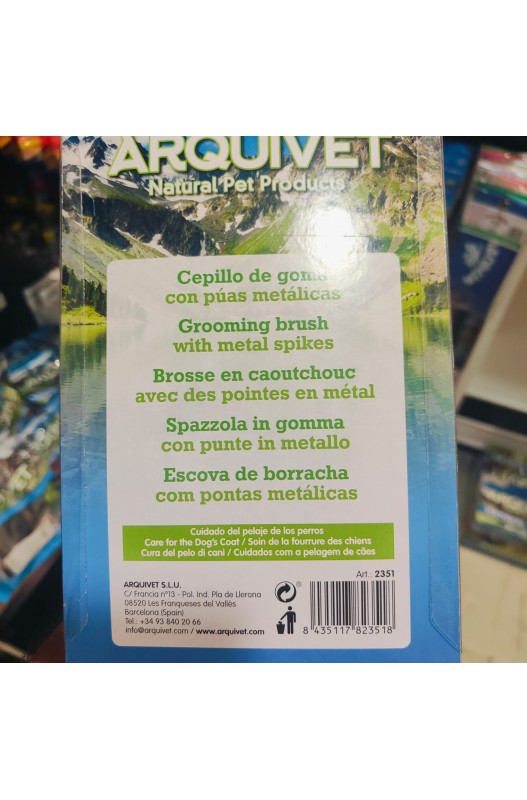 ARQUIVET
Natural Pet Products
Cepillo de goma
con púas metálicas
Grooming brush
with metal spikes
Brosse en caoutchouc
avec des pointes en métal
Spazzola in gomma
con punte in metallo
Escova de borracha
com pontas metálicas
Cuidado del pelaje de los perros
Care for the Dog's Coat / Soin de la fourrure des chiens
Cura del pelo di cani / Cuidados com a pelagem de cães
Art.: 2351
ARQUIVET S.L.U.
C/ Francia nº13 - Pol. Ind. Pla de Llerona
08520 Les Franqueses del Vallés
Barcelona (Spain)
Tel.: +34 93 840 20 66
info@arquivet.com / www.arquivet.com
8 435117 823518